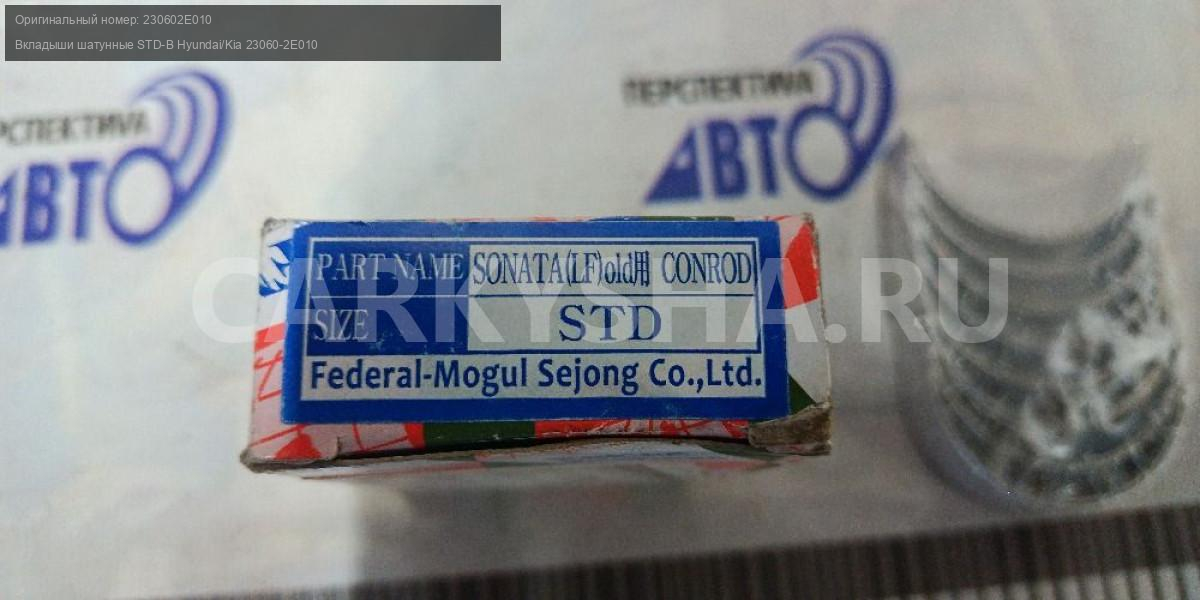 Оригинальный номер: 230602E010
Вкладыши шатунные STD-B Hyundai/Kia 23060-2E010
ПЕРСПЕКТИВА
АВТО
РСПЕКТИVА
АВТО
PART NAME SONATA(LF)old用 CONROD
SIZE STD
Federal-Mogul Sejong Co.,Ltd.
CARKYSHA.RU